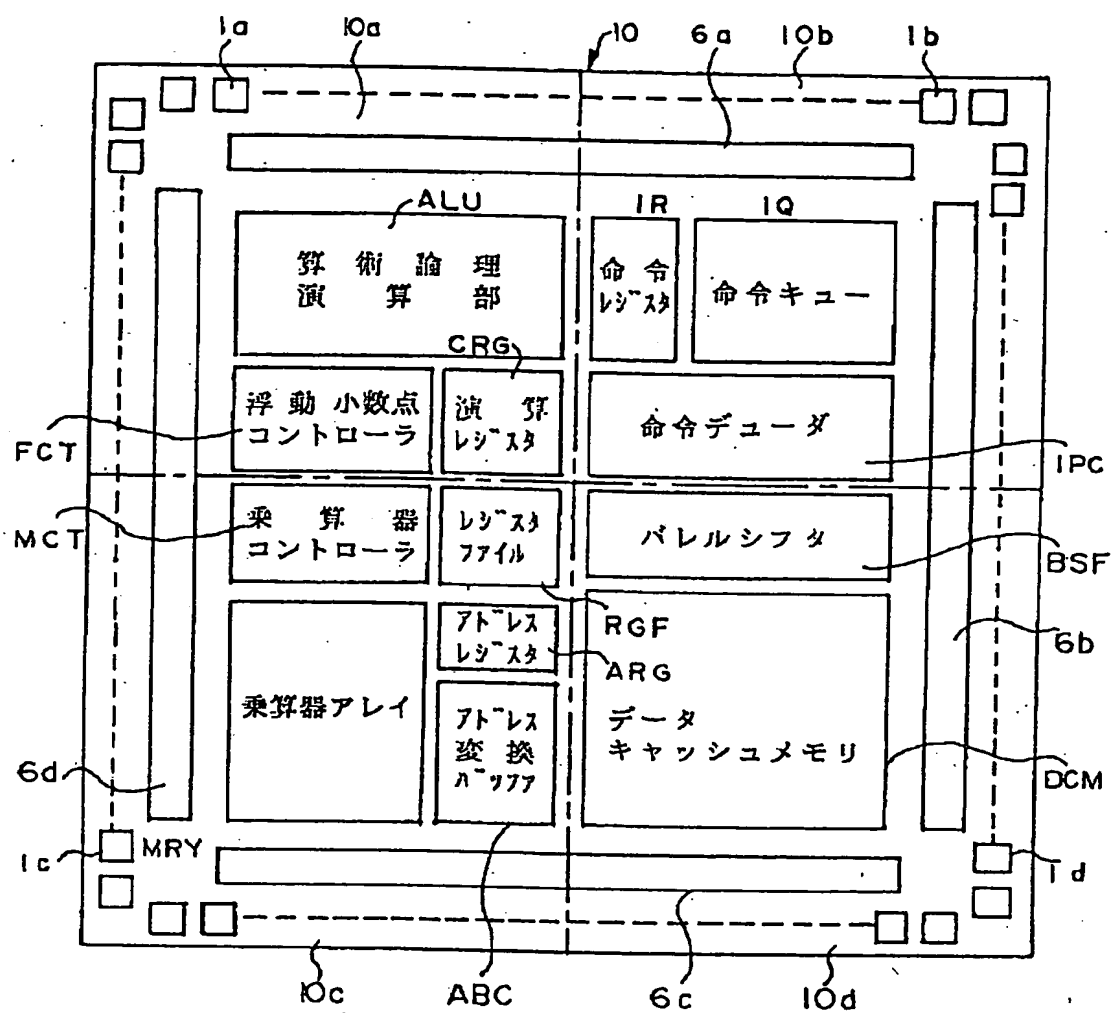 1a
10a
10
6a
10b
1b
ALU
IR
IQ
算術論理
演算部
命令
レジスタ
命令キュー
CRG
浮動小数点
コントローラ
演算
レジスタ
命令デューダ
FCT
IPC
MCT
乗算器
コントローラ
レジスタ
ファイル
バレルシフタ
BSF
アドレス
レジスタ
RGF
ARG
6b
乗算器アレイ
アドレス
変換
バッファ
データ
キャッシュメモリ
6d
DCM
1c
MRY
1d
10c
ABC
6c
10d